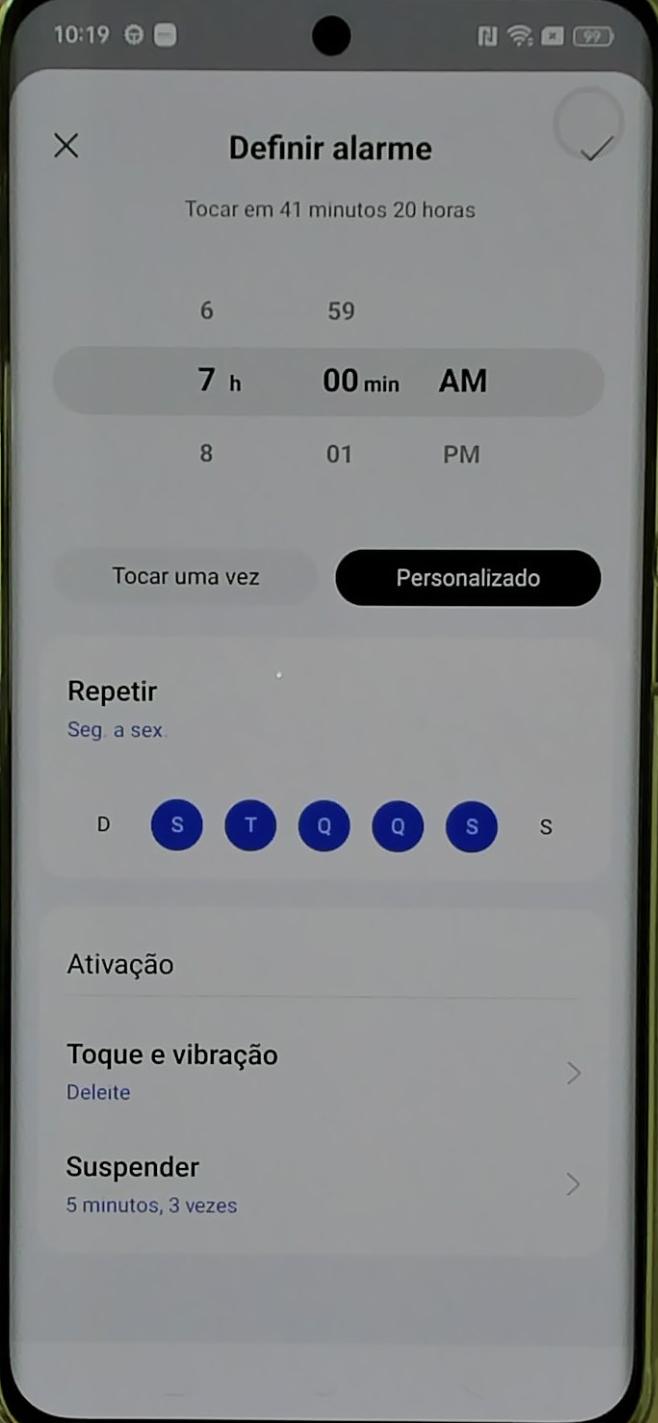 10:19 99
Definir alarme
Tocar em 41 minutos 20 horas
6 59
7 h 00 min AM
8 01 PM
Tocar uma vez Personalizado
Repetir
Seg. a sex.
D S T Q Q S S
Ativação
Toque e vibração
Deleite
Suspender
5 minutos, 3 vezes